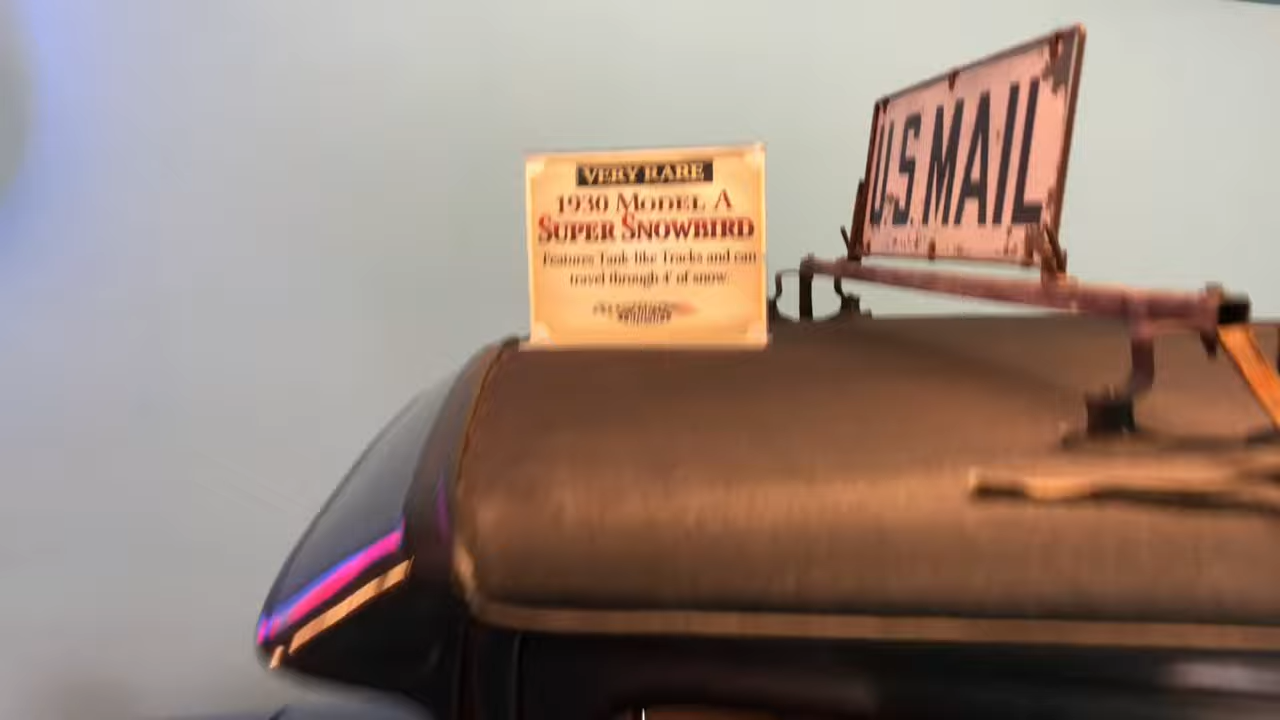 VERY RARE
1930 MODEL A
SUPER SNOWBIRD
Features Tank-like Tracks and can
travel through 4' of snow.
U.S. MAIL